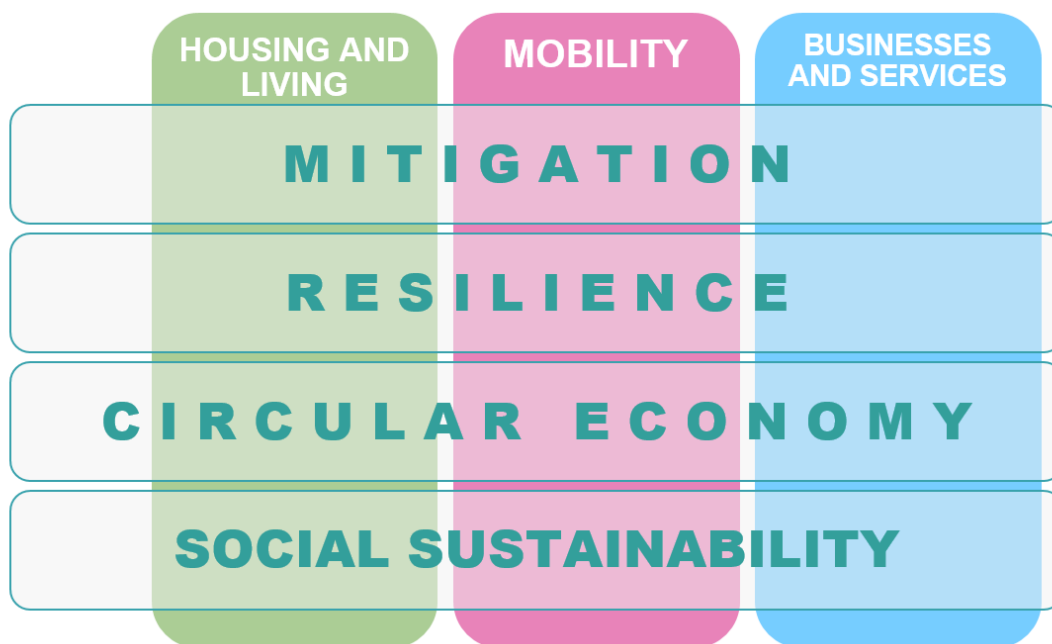 HOUSING AND
LIVING
MOBILITY
BUSINESSES
AND SERVICES
MITIGATION
RESILIENCE
CIRCULAR ECONOMY
SOCIAL SUSTAINABILITY